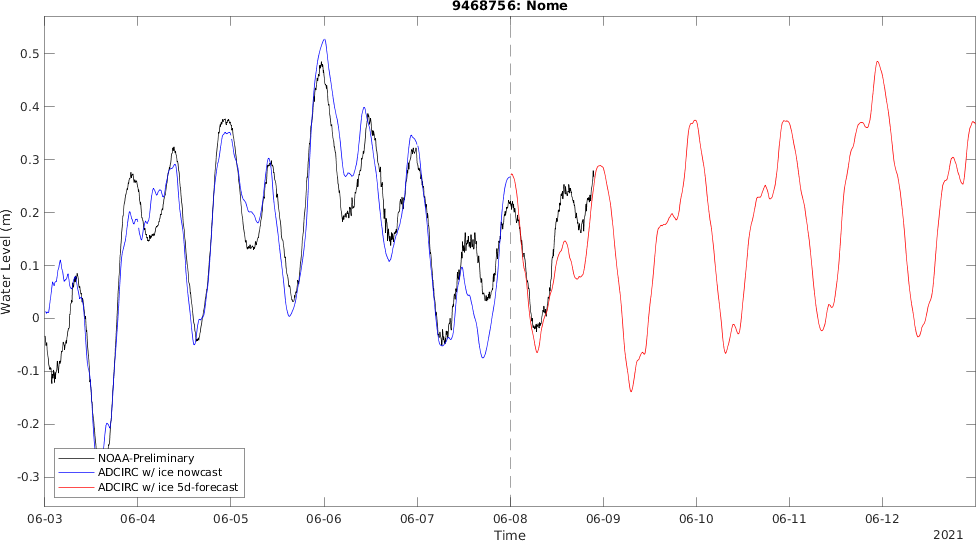 9468756: Nome
Water Level (m)
0.5
0.4
0.3
0.2
0.1
0
-0.1
-0.2
-0.3
NOAA-Preliminary
ADCIRC w/ ice nowcast
ADCIRC w/ ice 5d-forecast
06-03 06-04 06-05 06-06 06-07 06-08 06-09 06-10 06-11 06-12
Time
2021